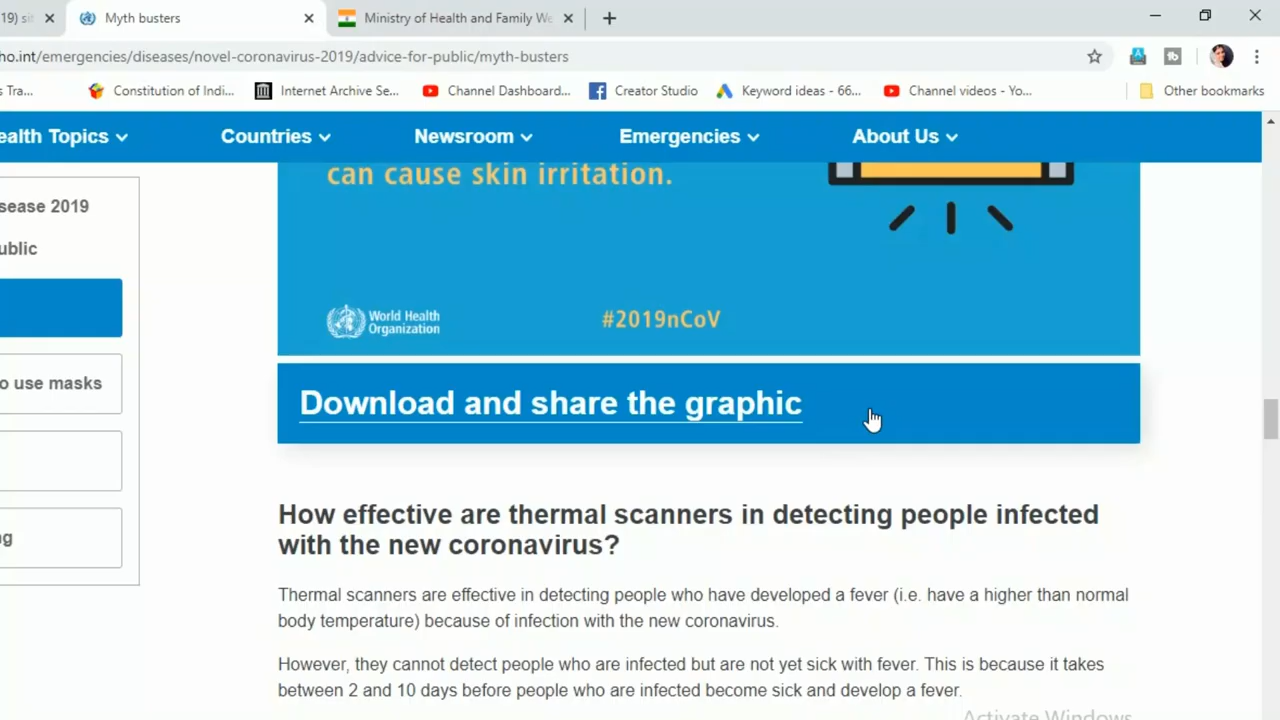 19) sit
Myth busters
Ministry of Health and Family We
ho.int/emergencies/diseases/novel-coronavirus-2019/advice-for-public/myth-busters
s Tra...
Constitution of Indi...
Internet Archive Se...
Channel Dashboard...
Creator Studio
Keyword ideas - 66...
Channel videos - Yo...
Other bookmarks
ealth Topics
Countries
Newsroom
Emergencies
About Us
can cause skin irritation.
sease 2019
ublic
World Health
Organization
#2019nCoV
o use masks
Download and share the graphic
ng
How effective are thermal scanners in detecting people infected
with the new coronavirus?
Thermal scanners are effective in detecting people who have developed a fever (i.e. have a higher than normal
body temperature) because of infection with the new coronavirus.
However, they cannot detect people who are infected but are not yet sick with fever. This is because it takes
between 2 and 10 days before people who are infected become sick and develop a fever.
Activate Windows